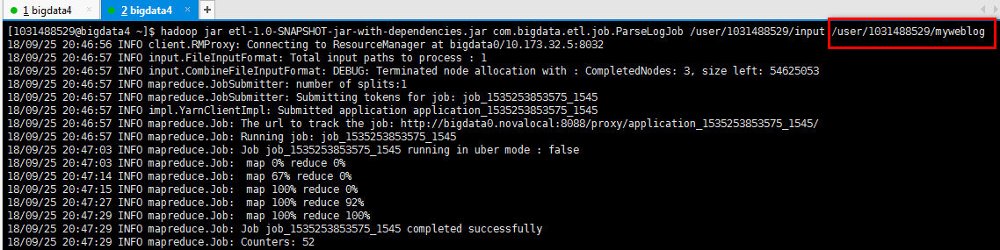 1 bigdata4 × 2 bigdata4 × +
[1031488529@bigdata4 ~]$ hadoop jar etl-1.0-SNAPSHOT-jar-with-dependencies.jar com.bigdata.etl.job.ParseLogJob /user/1031488529/input /user/1031488529/myweblog
18/09/25 20:46:56 INFO client.RMProxy: Connecting to ResourceManager at bigdata0/10.173.32.5:8032
18/09/25 20:46:57 INFO input.FileInputFormat: Total input paths to process : 1
18/09/25 20:46:57 INFO input.CombineFileInputFormat: DEBUG: Terminated node allocation with : CompletedNodes: 3, size left: 54625053
18/09/25 20:46:57 INFO mapreduce.JobSubmitter: number of splits:1
18/09/25 20:46:57 INFO mapreduce.JobSubmitter: Submitting tokens for job: job_1535253853575_1545
18/09/25 20:46:57 INFO impl.YarnClientImpl: Submitted application application_1535253853575_1545
18/09/25 20:46:57 INFO mapreduce.Job: The url to track the job: http://bigdata0.novalocal:8088/proxy/application_1535253853575_1545/
18/09/25 20:46:57 INFO mapreduce.Job: Running job: job_1535253853575_1545
18/09/25 20:47:03 INFO mapreduce.Job: Job job_1535253853575_1545 running in uber mode : false
18/09/25 20:47:03 INFO mapreduce.Job:  map 0% reduce 0%
18/09/25 20:47:14 INFO mapreduce.Job:  map 67% reduce 0%
18/09/25 20:47:15 INFO mapreduce.Job:  map 100% reduce 0%
18/09/25 20:47:27 INFO mapreduce.Job:  map 100% reduce 92%
18/09/25 20:47:29 INFO mapreduce.Job:  map 100% reduce 100%
18/09/25 20:47:29 INFO mapreduce.Job: Job job_1535253853575_1545 completed successfully
18/09/25 20:47:29 INFO mapreduce.Job: Counters: 52